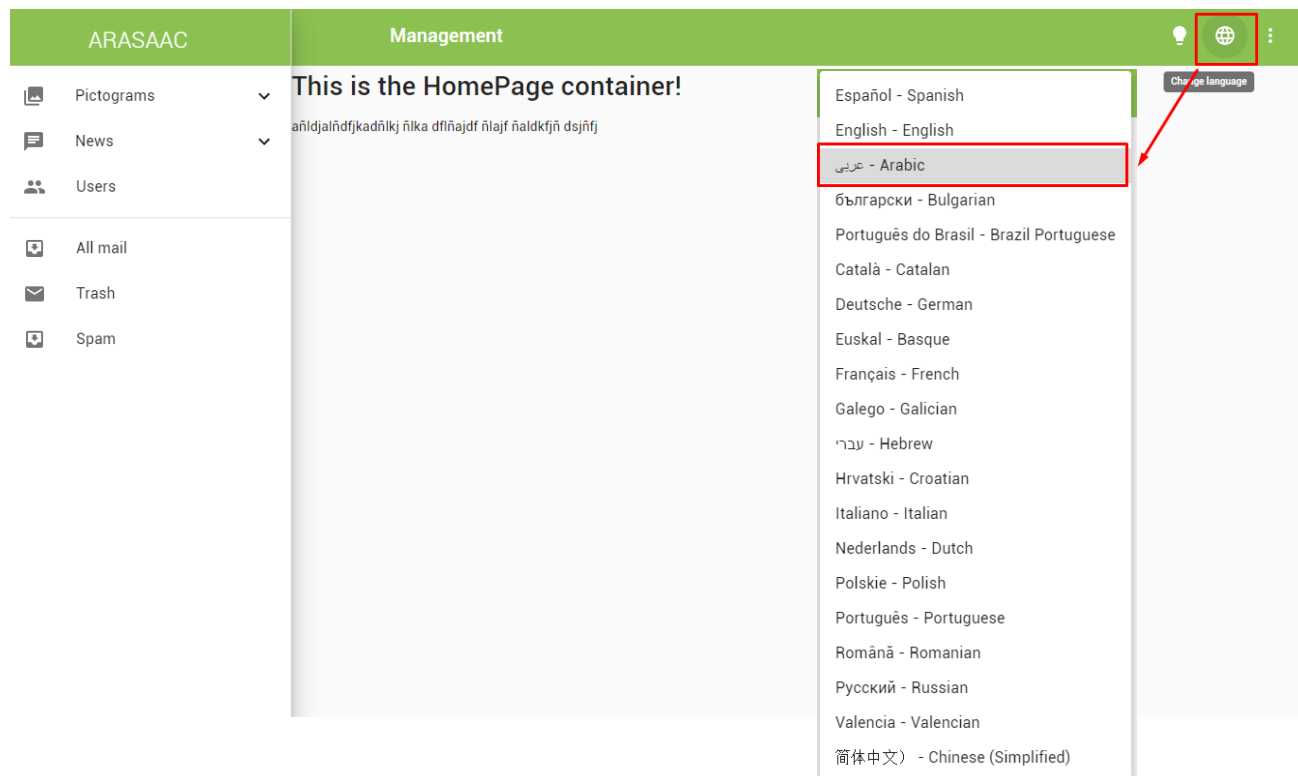 ARASAAC
Management
Pictograms
News
Users
All mail
Trash
Spam
This is the HomePage container!
añldjalñdfjkadñlkj ñlka dflñajdf ñlajf ñaldkfjñ dsjñfj
Change language
Español - Spanish
English - English
عربى - Arabic
български - Bulgarian
Português do Brasil - Brazil Portuguese
Català - Catalan
Deutsche - German
Euskal - Basque
Français - French
Galego - Galician
עברי - Hebrew
Hrvatski - Croatian
Italiano - Italian
Nederlands - Dutch
Polskie - Polish
Português - Portuguese
Română - Romanian
Русский - Russian
Valencia - Valencian
简体中文） - Chinese (Simplified)